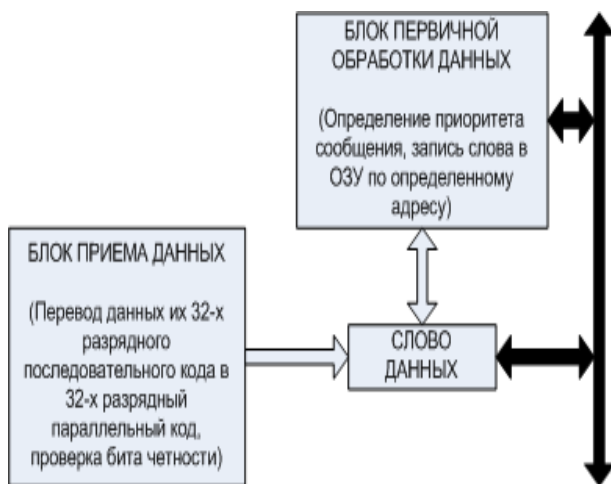 БЛОК ПЕРВИЧНОЙ
ОБРАБОТКИ ДАННЫХ
(Определение приоритета
сообщения, запись слова в
ОЗУ по определенному
адресу)
БЛОК ПРИЕМА ДАННЫХ
(Перевод данных их 32-х
разрядного
последовательного кода в
32-х разрядный
параллельный код,
проверка бита четности)
СЛОВО
ДАННЫХ